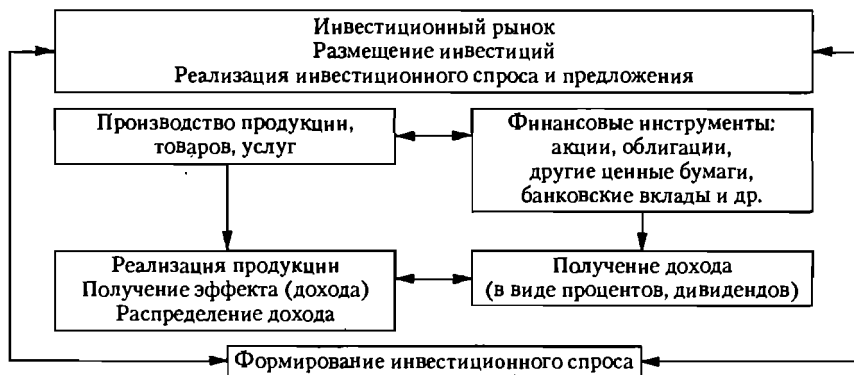 Инвестиционный рынок
Размещение инвестиций
Реализация инвестиционного спроса и предложения
Производство продукции,
товаров, услуг
Финансовые инструменты:
акции, облигации,
другие ценные бумаги,
банковские вклады и др.
Реализация продукции
Получение эффекта (дохода)
Распределение дохода
Получение дохода
(в виде процентов, дивидендов)
Формирование инвестиционного спроса